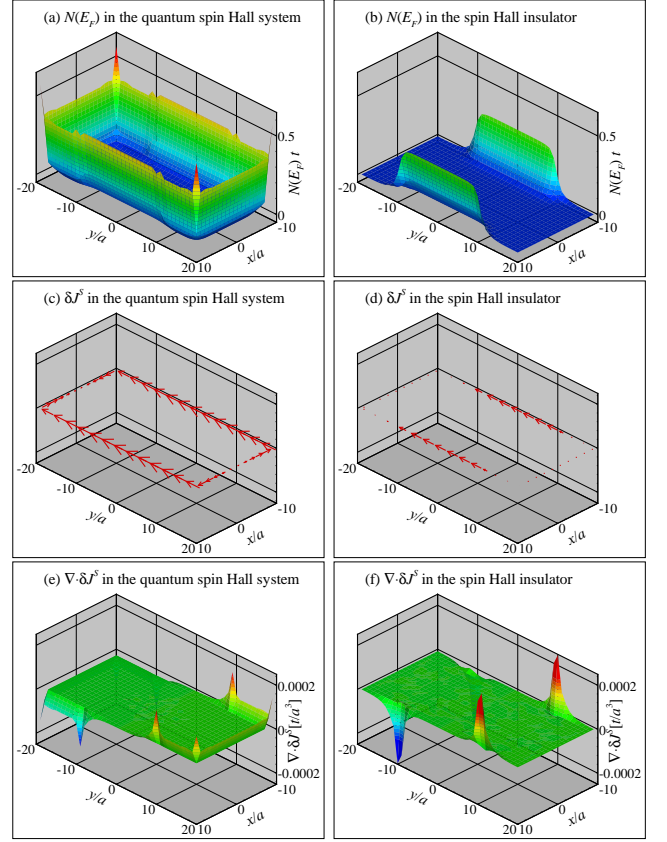 (a) N(E_F) in the quantum spin Hall system
0.5
0
N(E_F) t
-20
-10
0
10
20
y/a
10
0
-10
x/a
(b) N(E_F) in the spin Hall insulator
0.5
0
N(E_F) t
-20
-10
0
10
20
y/a
10
0
-10
x/a
(c) δJ^S in the quantum spin Hall system
-20
-10
0
10
20
y/a
10
0
-10
x/a
(d) δJ^S in the spin Hall insulator
-20
-10
0
10
20
y/a
10
0
-10
x/a
(e) ∇·δJ^S in the quantum spin Hall system
0.0002
0
-0.0002
∇·δJ^S [t/a^3]
-20
-10
0
10
20
y/a
10
0
-10
x/a
(f) ∇·δJ^S in the spin Hall insulator
0.0002
0
-0.0002
∇·δJ^S [t/a^3]
-20
-10
0
10
20
y/a
10
0
-10
x/a